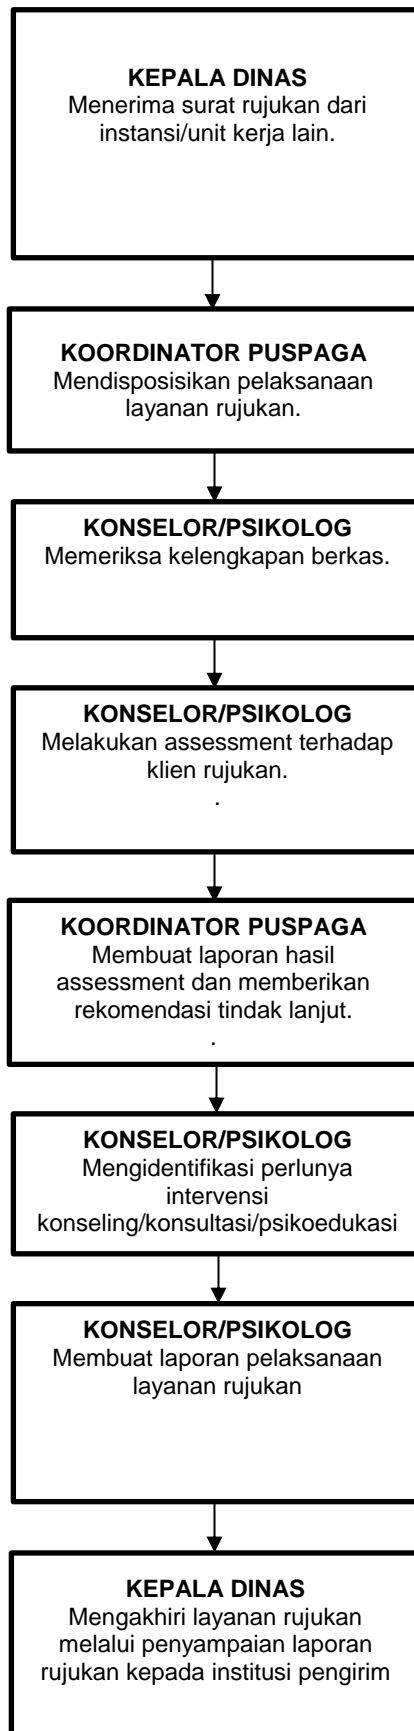 KEPALA DINAS
Menerima surat rujukan dari
instansi/unit kerja lain.
KOORDINATOR PUSPAGA
Mendisposisikan pelaksanaan
layanan rujukan.
KONSELOR/PSIKOLOG
Memeriksa kelengkapan berkas.
KONSELOR/PSIKOLOG
Melakukan assessment terhadap
klien rujukan.
.
KOORDINATOR PUSPAGA
Membuat laporan hasil
assessment dan memberikan
rekomendasi tindak lanjut.
.
KONSELOR/PSIKOLOG
Mengidentifikasi perlunya
intervensi
konseling/konsultasi/psikoedukasi
KONSELOR/PSIKOLOG
Membuat laporan pelaksanaan
layanan rujukan
KEPALA DINAS
Mengakhiri layanan rujukan
melalui penyampaian laporan
rujukan kepada institusi pengirim